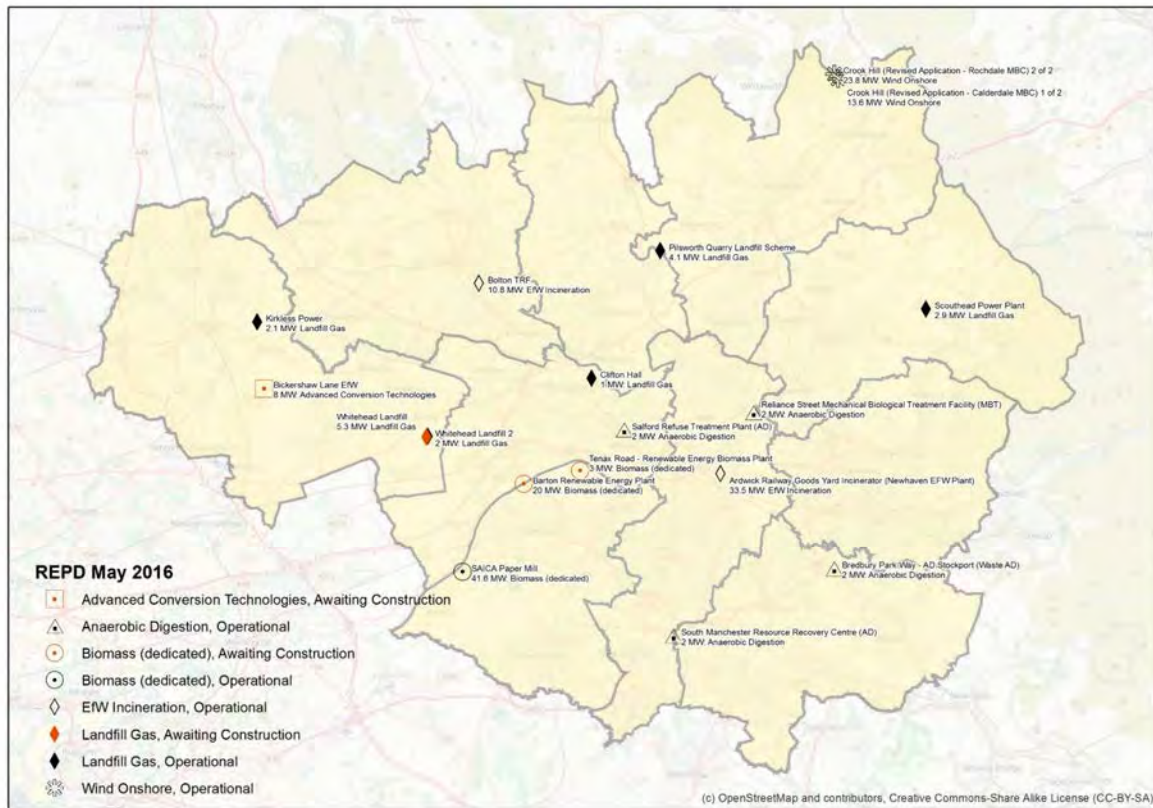 Crook Hill (Revised Application - Rochdale MBC) 2 of 2
23.8 MW: Wind Onshore
Crook Hill (Revised Application - Calderdale MBC) 1 of 2
13.6 MW: Wind Onshore
Pilsworth Quarry Landfill Scheme
4.1 MW: Landfill Gas
Bolton TRF
10.8 MW: EfW Incineration
Scouthead Power Plant
2.9 MW: Landfill Gas
Kirkless Power
2.1 MW: Landfill Gas
Clifton Hall
1 MW: Landfill Gas
Bickershaw Lane EfW
8 MW: Advanced Conversion Technologies
Reliance Street Mechanical Biological Treatment Facility (MBT)
2 MW: Anaerobic Digestion
Whitehead Landfill
5.3 MW: Landfill Gas
Whitehead Landfill 2
2 MW: Landfill Gas
Salford Refuse Treatment Plant (AD)
2 MW: Anaerobic Digestion
Tenax Road - Renewable Energy Biomass Plant
3 MW: Biomass (dedicated)
Barton Renewable Energy Plant
20 MW: Biomass (dedicated)
Ardwick Railway Goods Yard Incinerator (Newhaven EFW Plant)
33.5 MW: EfW Incineration
SAICA Paper Mill
41.6 MW: Biomass (dedicated)
Bredbury Park Way - AD Stockport (Waste AD)
2 MW: Anaerobic Digestion
South Manchester Resource Recovery Centre (AD)
2 MW: Anaerobic Digestion
REPD May 2016
Advanced Conversion Technologies, Awaiting Construction
Anaerobic Digestion, Operational
Biomass (dedicated), Awaiting Construction
Biomass (dedicated), Operational
EfW Incineration, Operational
Landfill Gas, Awaiting Construction
Landfill Gas, Operational
Wind Onshore, Operational
(c) OpenStreetMap and contributors, Creative Commons-Share Alike License (CC-BY-SA)